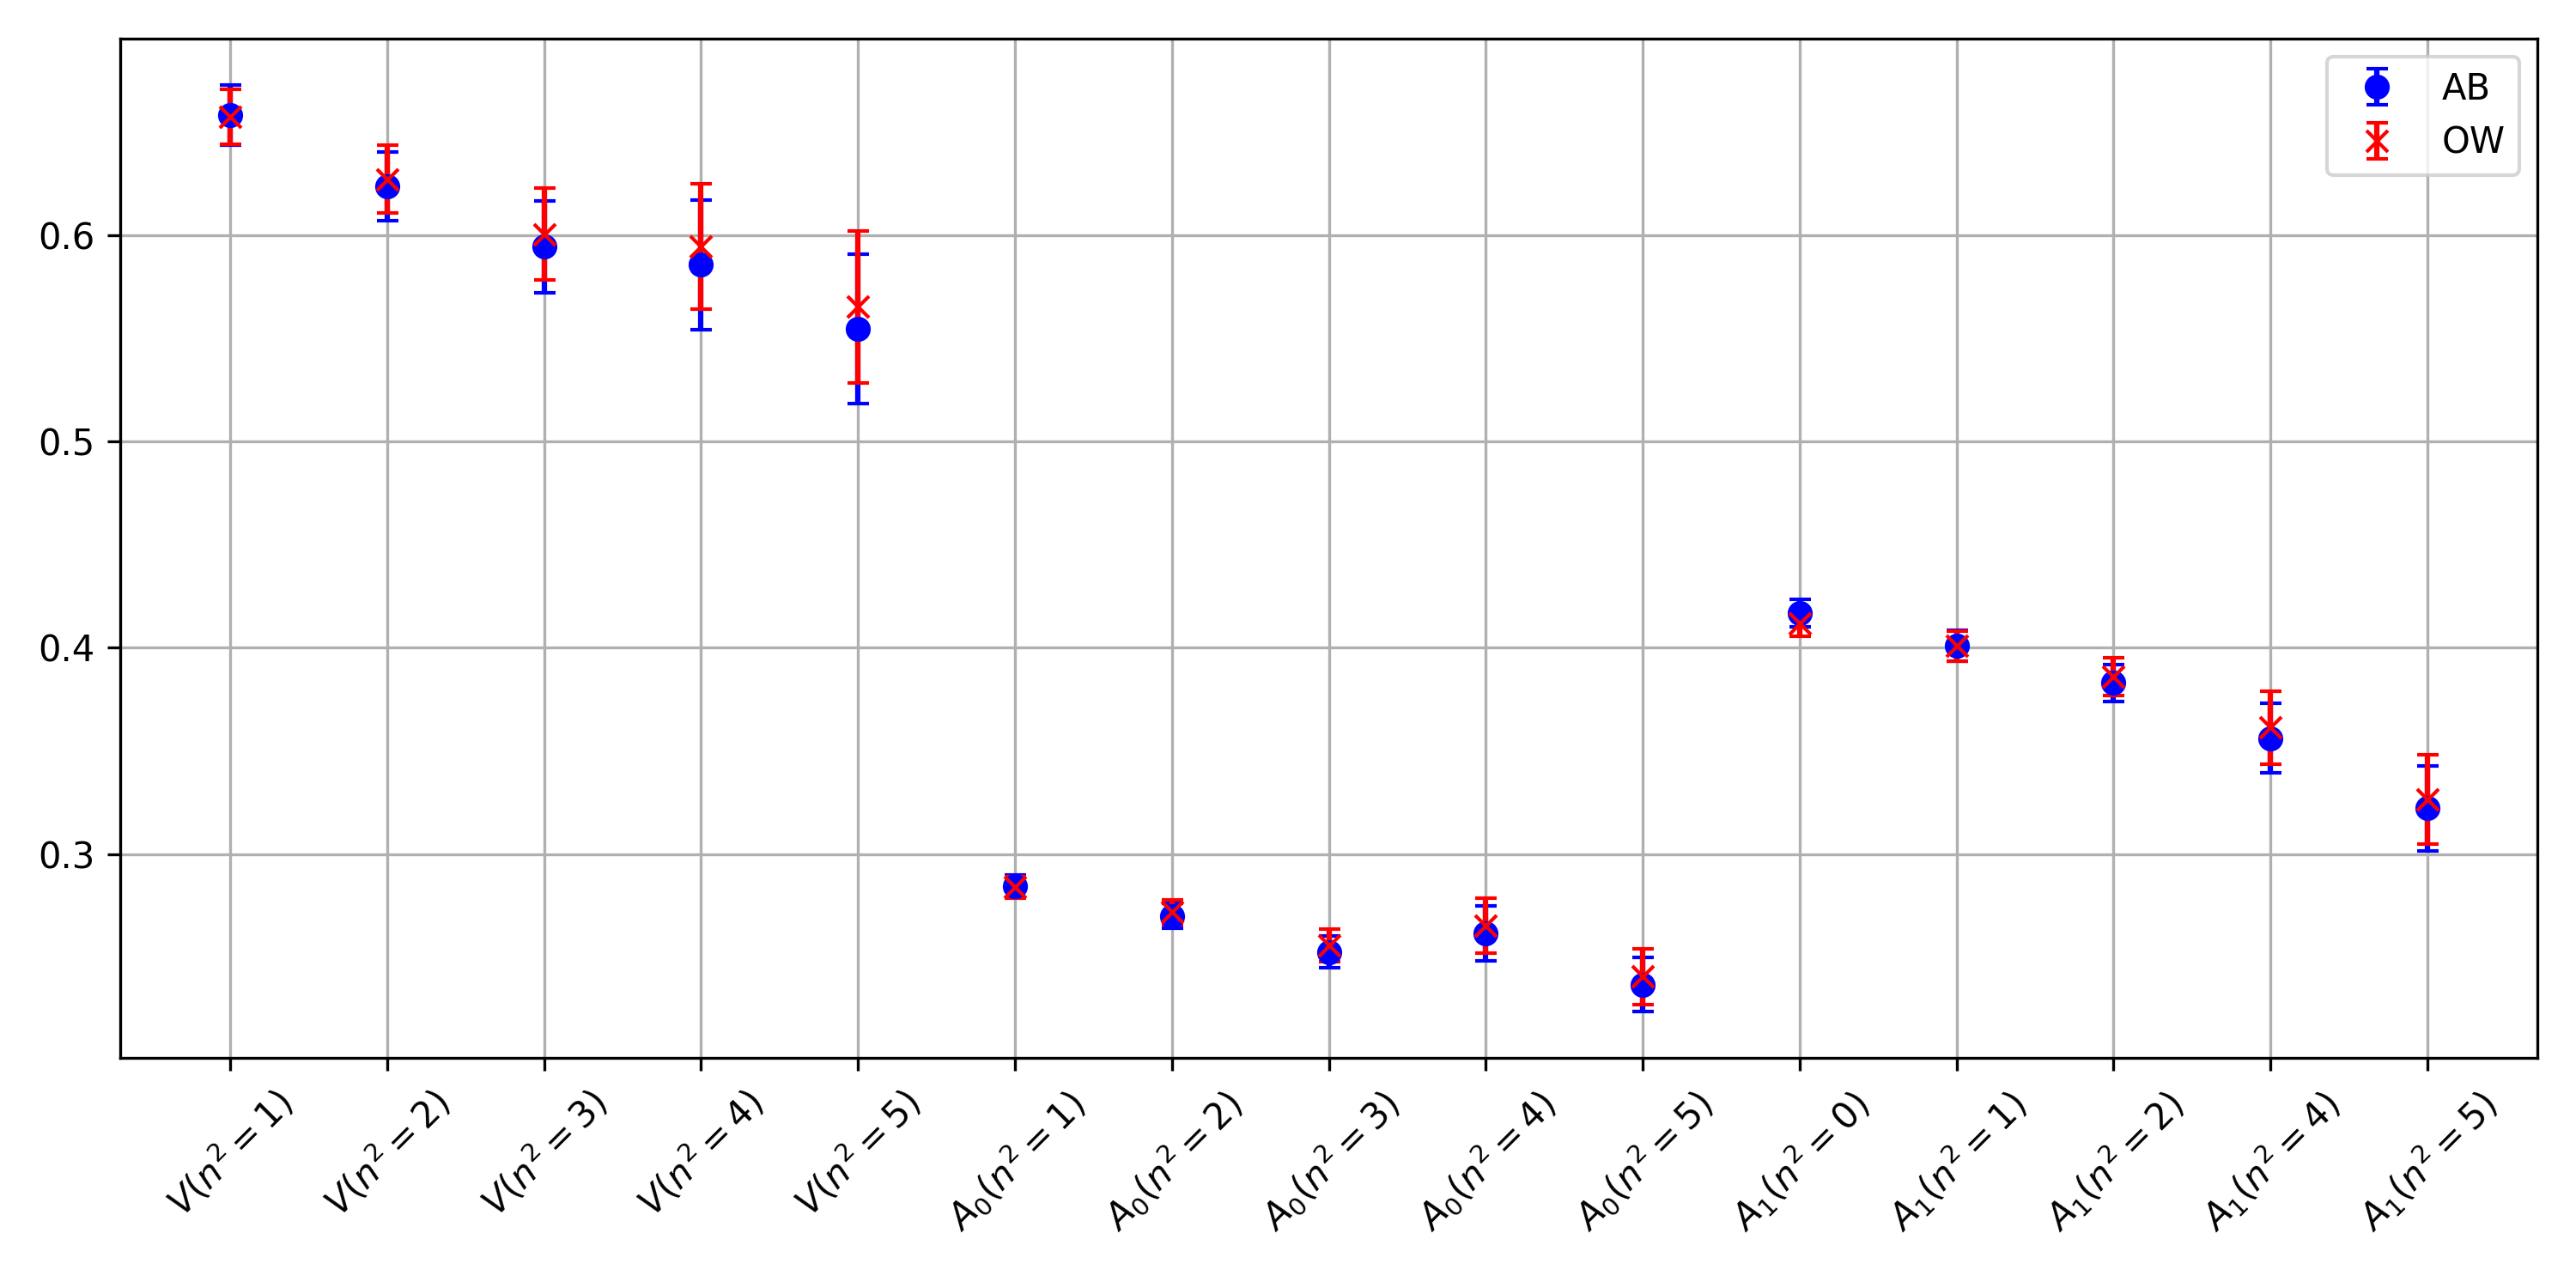 AB
OW
0.6
0.5
0.4
0.3
V(n²=1)
V(n²=2)
V(n²=3)
V(n²=4)
V(n²=5)
A₀(n²=1)
A₀(n²=2)
A₀(n²=3)
A₀(n²=4)
A₀(n²=5)
A₁(n²=0)
A₁(n²=1)
A₁(n²=2)
A₁(n²=4)
A₁(n²=5)